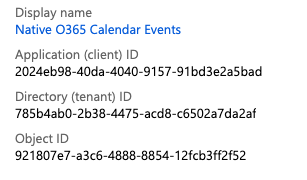 Display name
Native O365 Calendar Events
Application (client) ID
2024eb98-40da-4040-9157-91bd3e2a5bad
Directory (tenant) ID
785b4ab0-2b38-4475-acd8-c6502a7da2af
Object ID
921807e7-a3c6-4888-8854-12fcb3ff2f52